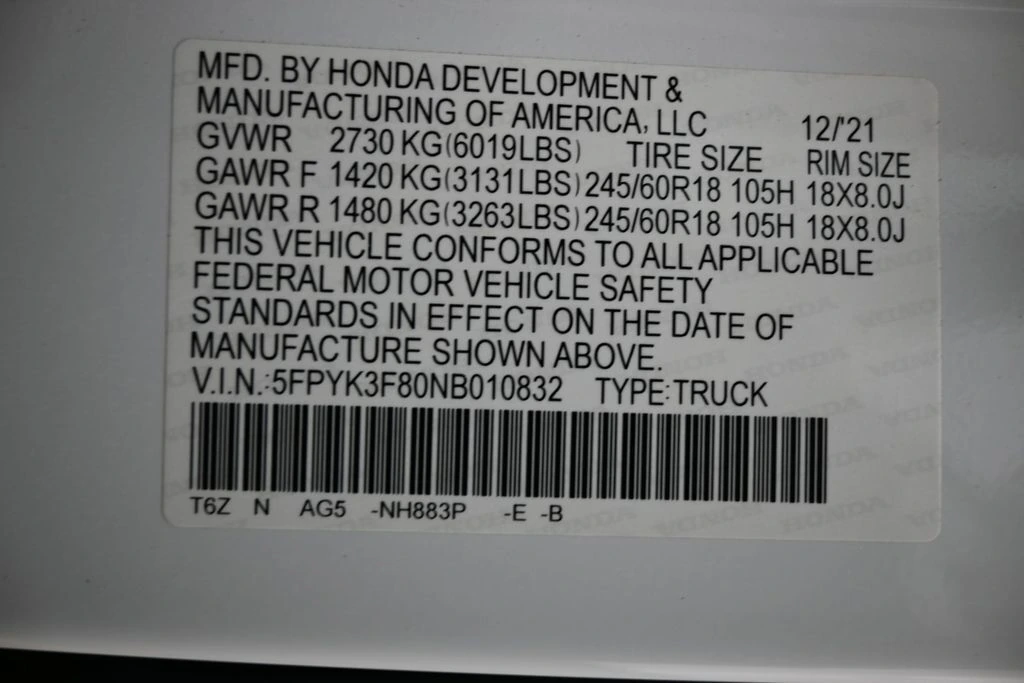 MFD. BY HONDA DEVELOPMENT &
MANUFACTURING OF AMERICA, LLC 12/'21
GVWR 2730 KG(6019LBS) TIRE SIZE RIM SIZE
GAWR F 1420 KG(3131LBS) 245/60R18 105H 18X8.0J
GAWR R 1480 KG(3263LBS) 245/60R18 105H 18X8.0J
THIS VEHICLE CONFORMS TO ALL APPLICABLE
FEDERAL MOTOR VEHICLE SAFETY
STANDARDS IN EFFECT ON THE DATE OF
MANUFACTURE SHOWN ABOVE.
V.I.N.:5FPYK3F80NB010832 TYPE:TRUCK
T6Z N AG5 -NH883P -E -B